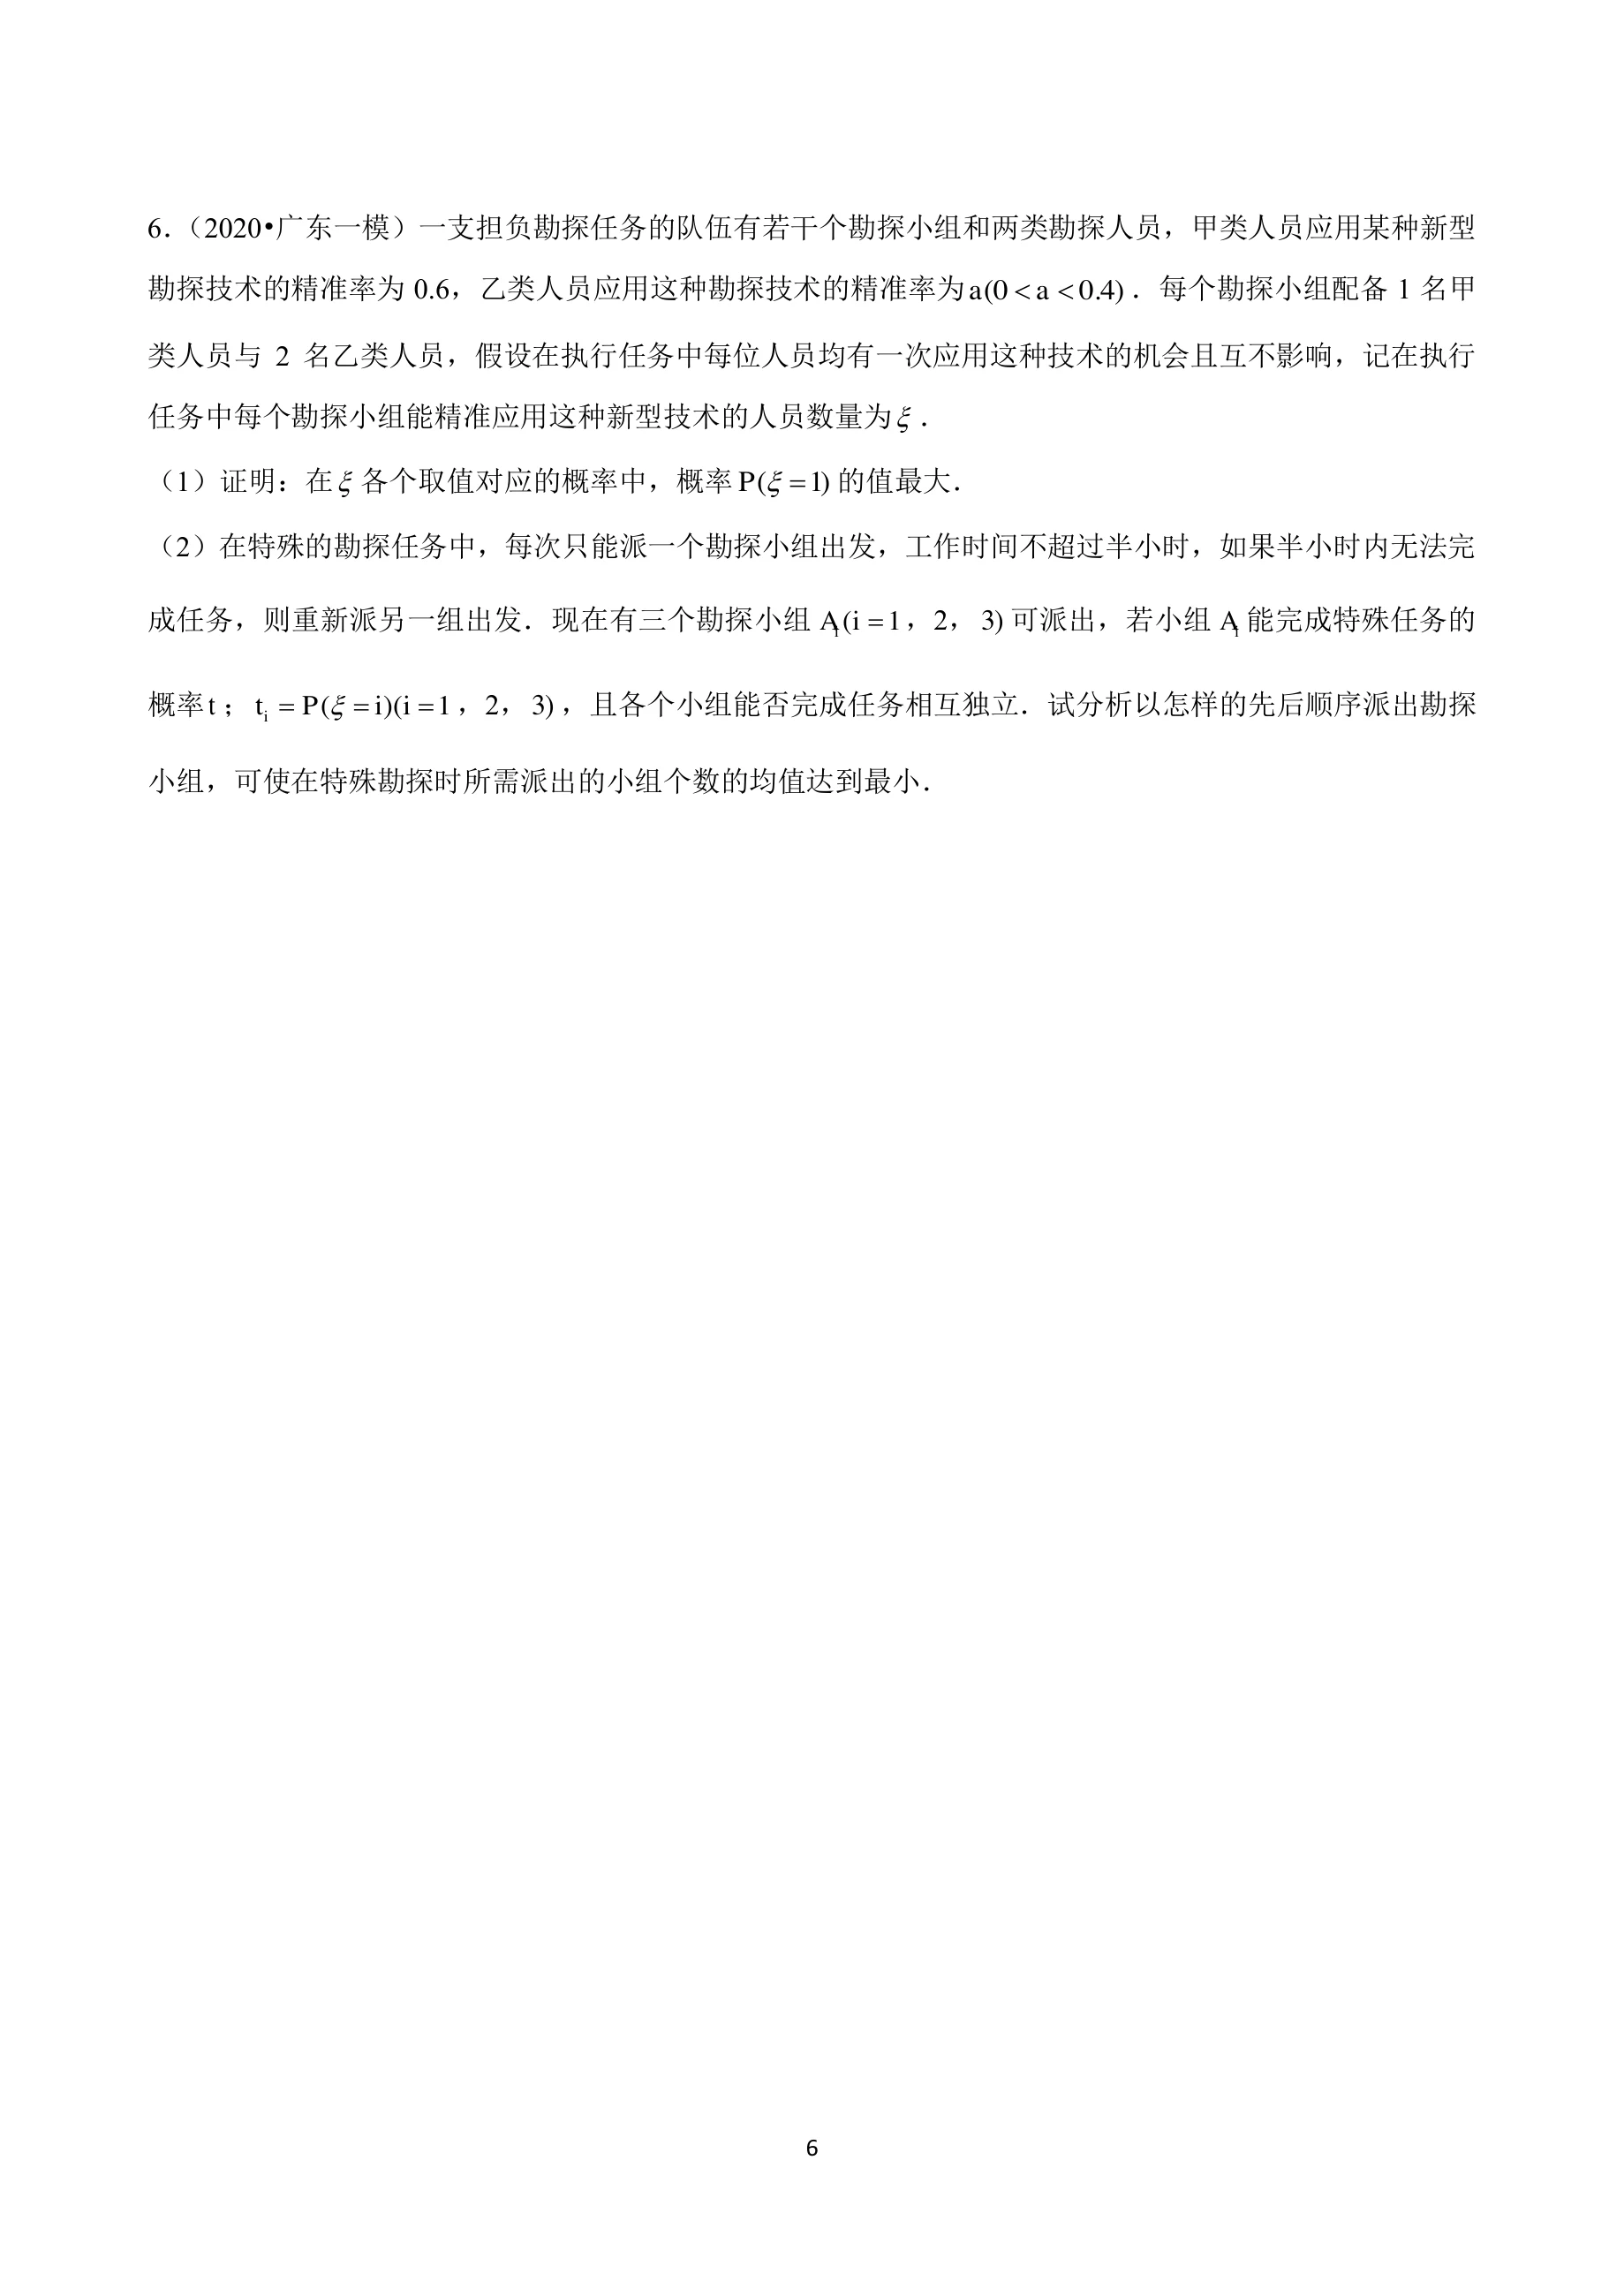 6．（2020•广东一模）一支担负勘探任务的队伍有若干个勘探小组和两类勘探人员，甲类人员应用某种新型
勘探技术的精准率为 0.6，乙类人员应用这种勘探技术的精准率为 a(0 < a < 0.4)．每个勘探小组配备 1 名甲
类人员与 2 名乙类人员，假设在执行任务中每位人员均有一次应用这种技术的机会且互不影响，记在执行
任务中每个勘探小组能精准应用这种新型技术的人员数量为 ξ．
（1）证明：在 ξ 各个取值对应的概率中，概率 P(ξ = 1) 的值最大．
（2）在特殊的勘探任务中，每次只能派一个勘探小组出发，工作时间不超过半小时，如果半小时内无法完
成任务，则重新派另一组出发．现在有三个勘探小组 Aᵢ(i = 1，2， 3) 可派出，若小组 Aᵢ 能完成特殊任务的
概率 t；tᵢ = P(ξ = i)(i = 1，2， 3)，且各个小组能否完成任务相互独立．试分析以怎样的先后顺序派出勘探
小组，可使在特殊勘探时所需派出的小组个数的均值达到最小．
6